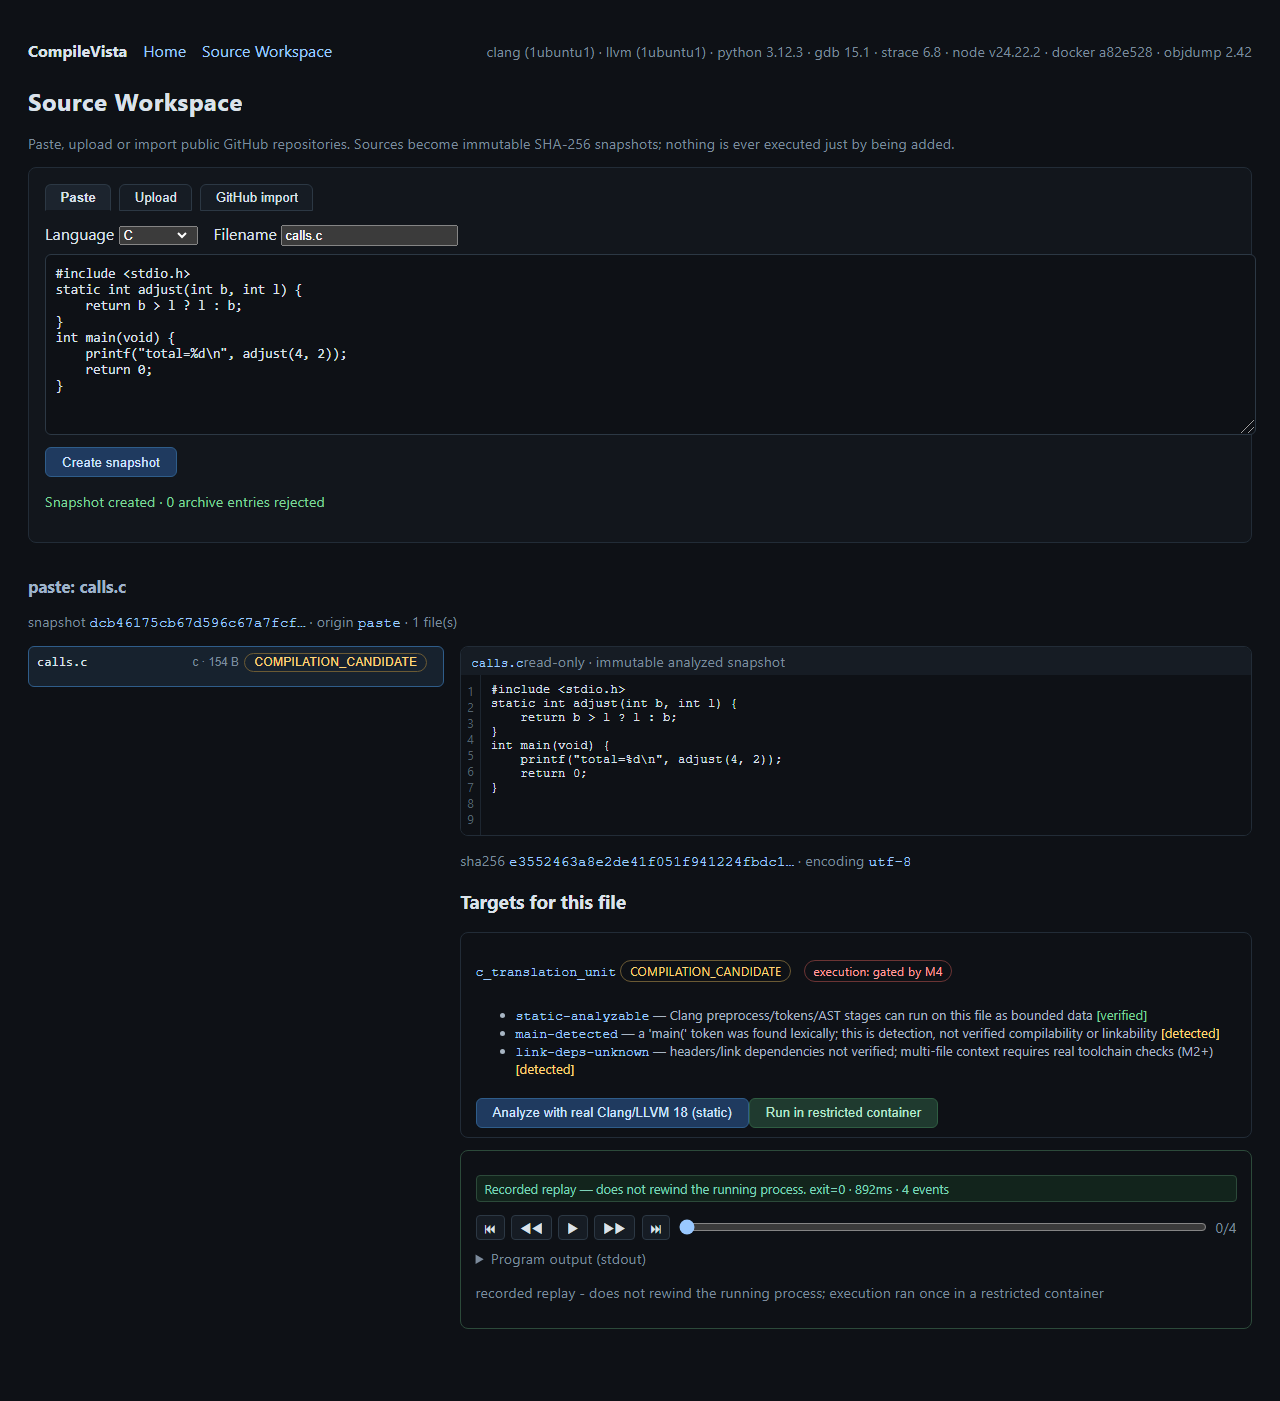 CompileVista Home Source Workspace clang (1ubuntu1) · llvm (1ubuntu1) · python 3.12.3 · gdb 15.1 · strace 6.8 · node v24.22.2 · docker a82e528 · objdump 2.42
Source Workspace
Paste, upload or import public GitHub repositories. Sources become immutable SHA-256 snapshots; nothing is ever executed just by being added.
Paste Upload GitHub import
Language C Filename calls.c
#include <stdio.h>
static int adjust(int b, int l) {
    return b > l ? l : b;
}
int main(void) {
    printf("total=%d\n", adjust(4, 2));
    return 0;
}
Create snapshot
Snapshot created · 0 archive entries rejected
paste: calls.c
snapshot dcb46175cb67d596c67a7fcf… · origin paste · 1 file(s)
calls.c c · 154 B COMPILATION_CANDIDATE
calls.cread-only · immutable analyzed snapshot
1 #include <stdio.h>
2 static int adjust(int b, int l) {
3     return b > l ? l : b;
4 }
5 int main(void) {
6     printf("total=%d\n", adjust(4, 2));
7     return 0;
8 }
9
sha256 e3552463a8e2de41f051f941224fbdc1… · encoding utf-8
Targets for this file
c_translation_unit COMPILATION_CANDIDATE execution: gated by M4
• static-analyzable — Clang preprocess/tokens/AST stages can run on this file as bounded data [verified]
• main-detected — a 'main(' token was found lexically; this is detection, not verified compilability or linkability [detected]
• link-deps-unknown — headers/link dependencies not verified; multi-file context requires real toolchain checks (M2+)
[detected]
Analyze with real Clang/LLVM 18 (static) Run in restricted container
Recorded replay — does not rewind the running process. exit=0 · 892ms · 4 events
0/4
Program output (stdout)
recorded replay - does not rewind the running process; execution ran once in a restricted container